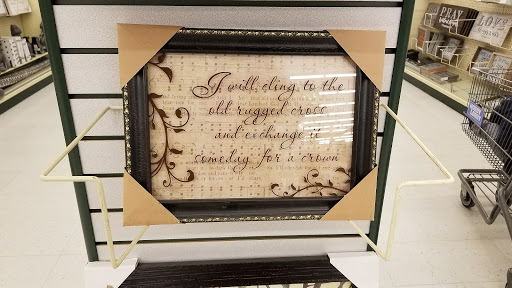 I will cling to the
old rugged cross
and exchange it
someday for a crown
PRAY
LOVE